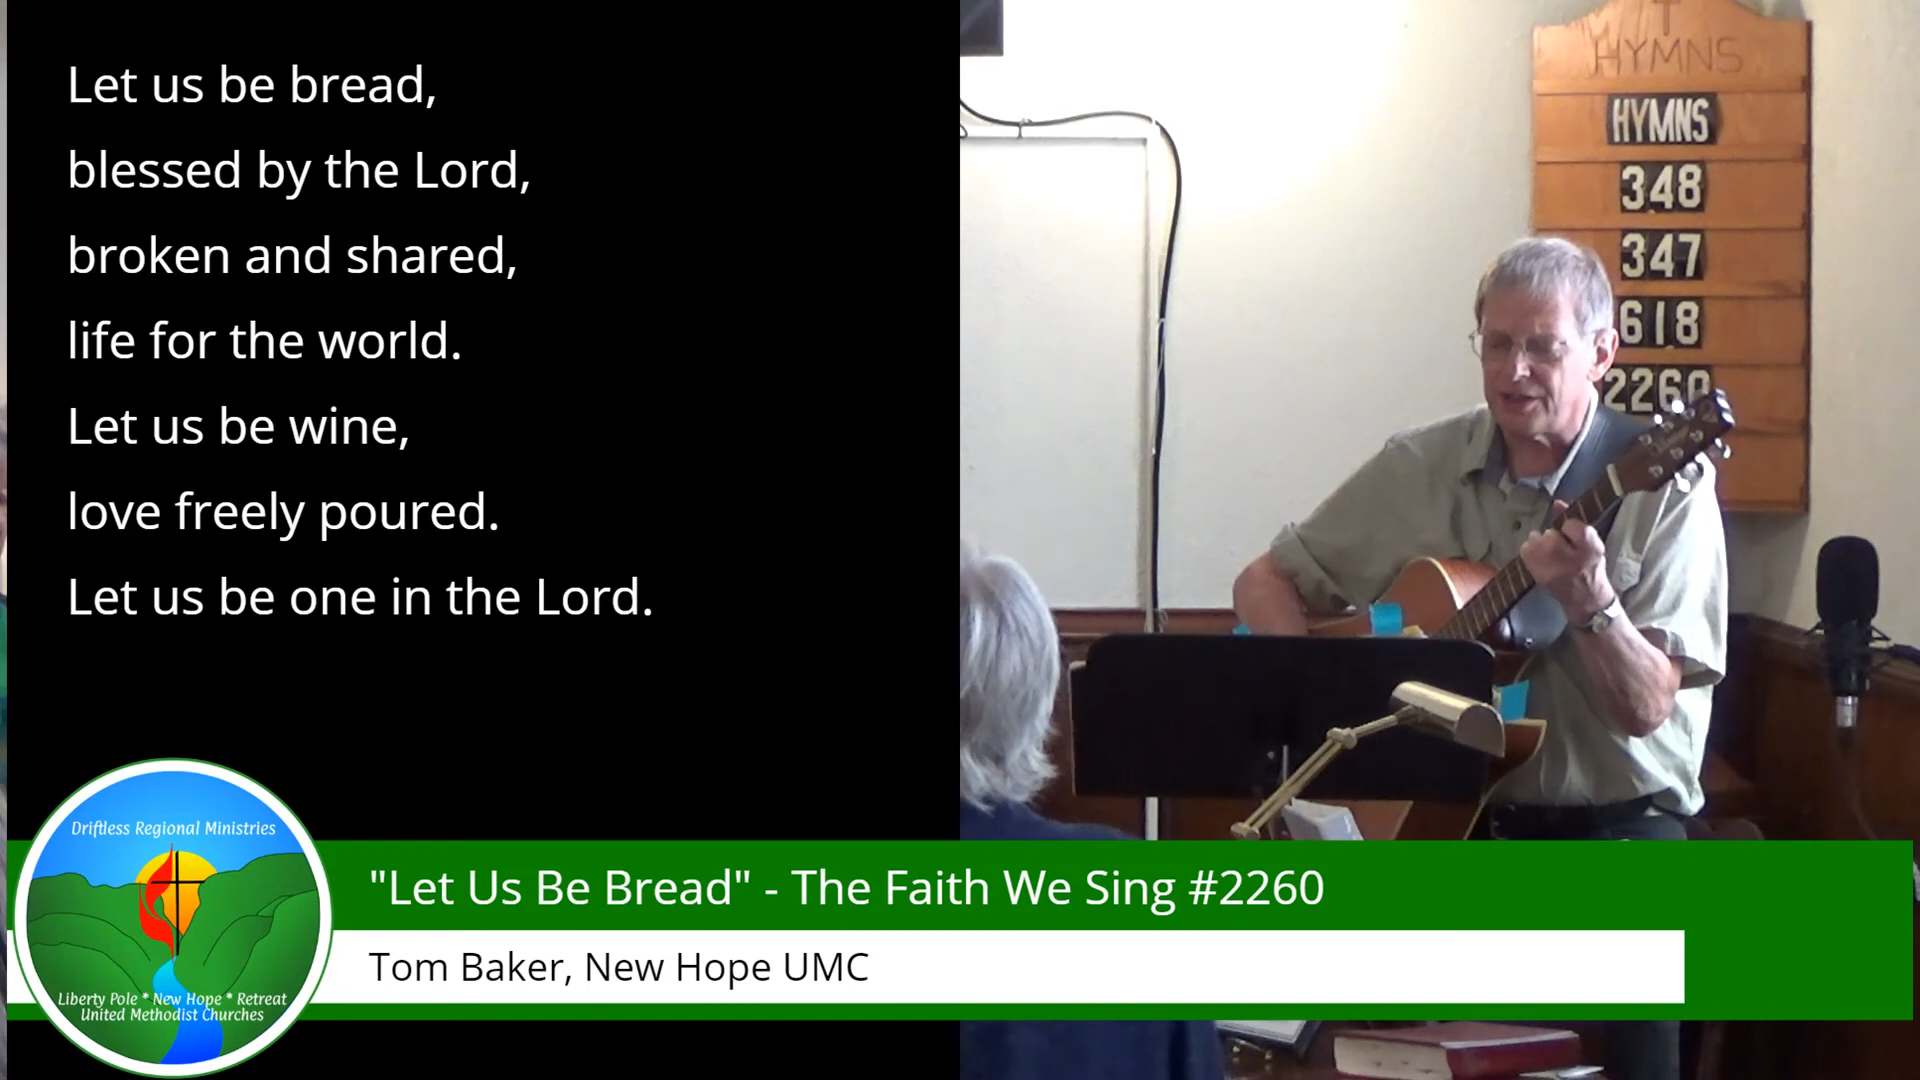 Let us be bread,
blessed by the Lord,
broken and shared,
life for the world.
Let us be wine,
love freely poured.
Let us be one in the Lord.
HYMNS
HYMNS
348
347
618
2260
Driftless Regional Ministries
Liberty Pole * New Hope * Retreat
United Methodist Churches
"Let Us Be Bread" - The Faith We Sing #2260
Tom Baker, New Hope UMC